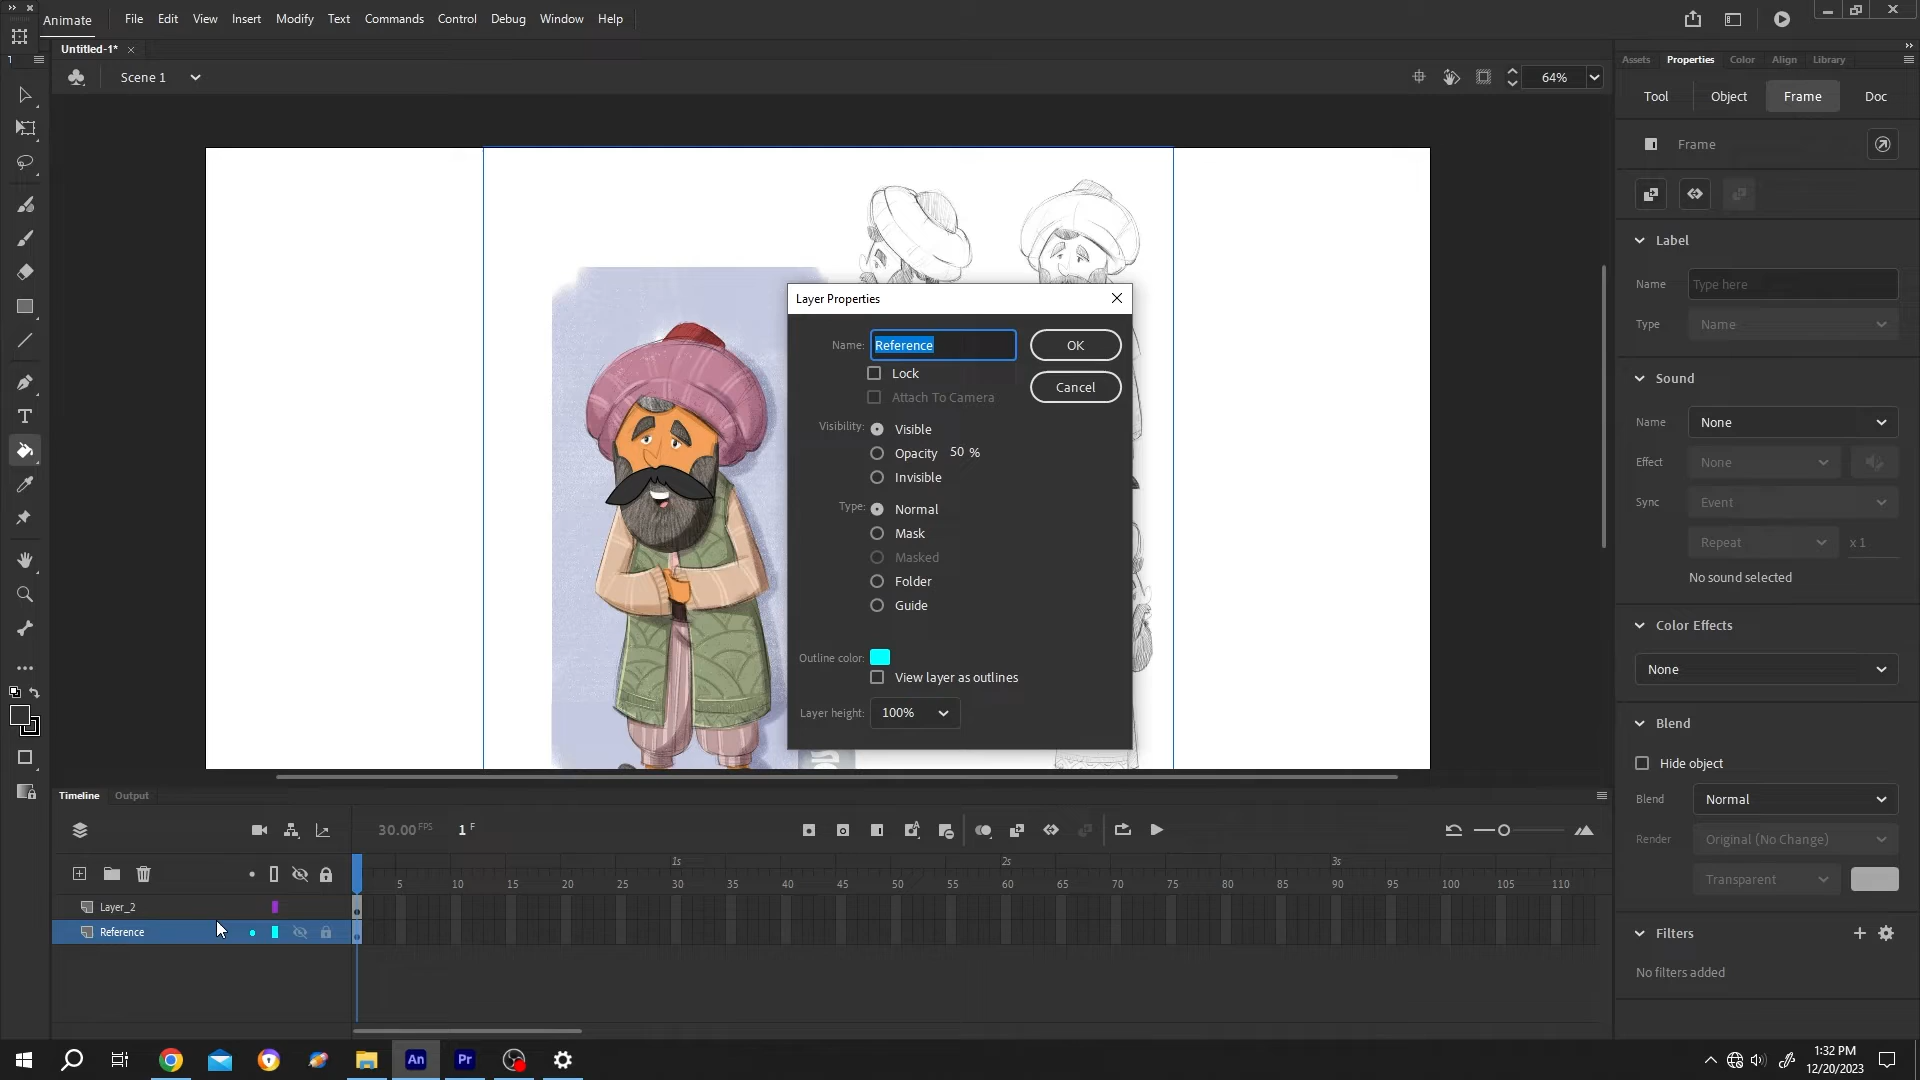 Animate
File Edit View Insert Modify Text Commands Control Debug Window Help
Untitled-1*
Scene 1
64%
Assets Properties Color Align Library
Tool Object Frame Doc
Frame
Label
Name Type here
Type Name
Sound
Name None
Effect None
Sync Event
Repeat x 1
No sound selected
Color Effects
None
Blend
Hide object
Blend Normal
Render Original (No Change)
Transparent
Filters
No filters added
Layer Properties
Name: Reference
OK
Lock
Cancel
Attach To Camera
Visibility: Visible
Opacity 50 %
Invisible
Type: Normal
Mask
Masked
Folder
Guide
Outline color:
View layer as outlines
Layer height: 100%
Timeline Output
30.00 FPS 1 F
1s 2s 3s
5 10 15 20 25 30 35 40 45 50 55 60 65 70 75 80 85 90 95 100 105 110
Layer_2
Reference
An Pr
1:32 PM
12/20/2023
1